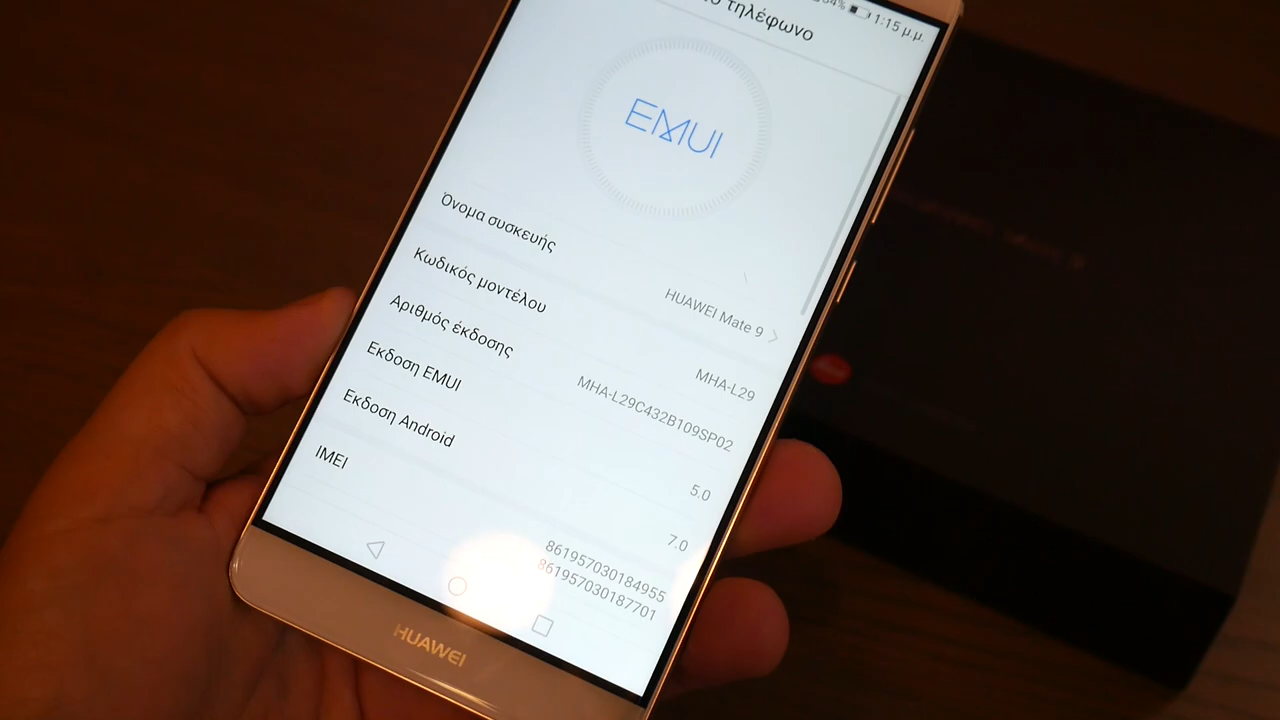 τηλέφωνο
54% 1:15 μ.μ.
EMUI
Όνομα συσκευής
HUAWEI Mate 9
Κωδικός μοντέλου
MHA-L29
Αριθμός έκδοσης
MHA-L29C432B109SP02
Έκδοση EMUI
5.0
Έκδοση Android
7.0
IMEI
861957030184955
861957030187701
HUAWEI